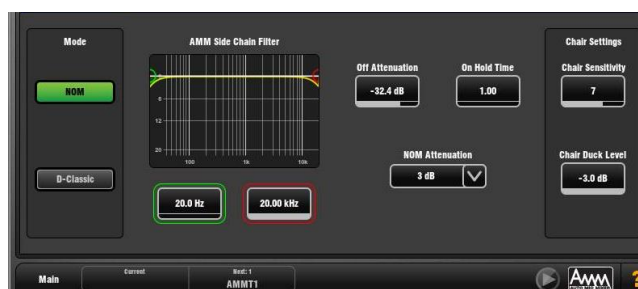 Mode
AMM Side Chain Filter
Chair Settings
Off Attenuation
On Hold Time
Chair Sensitivity
NOM
-32.4 dB
1.00
7
6
12
20
100
1k
10k
NOM Attenuation
Chair Duck Level
D-Classic
3 dB
-3.0 dB
20.0 Hz
20.00 kHz
Main
Current
Next: 1
AMMT1
AMM
?